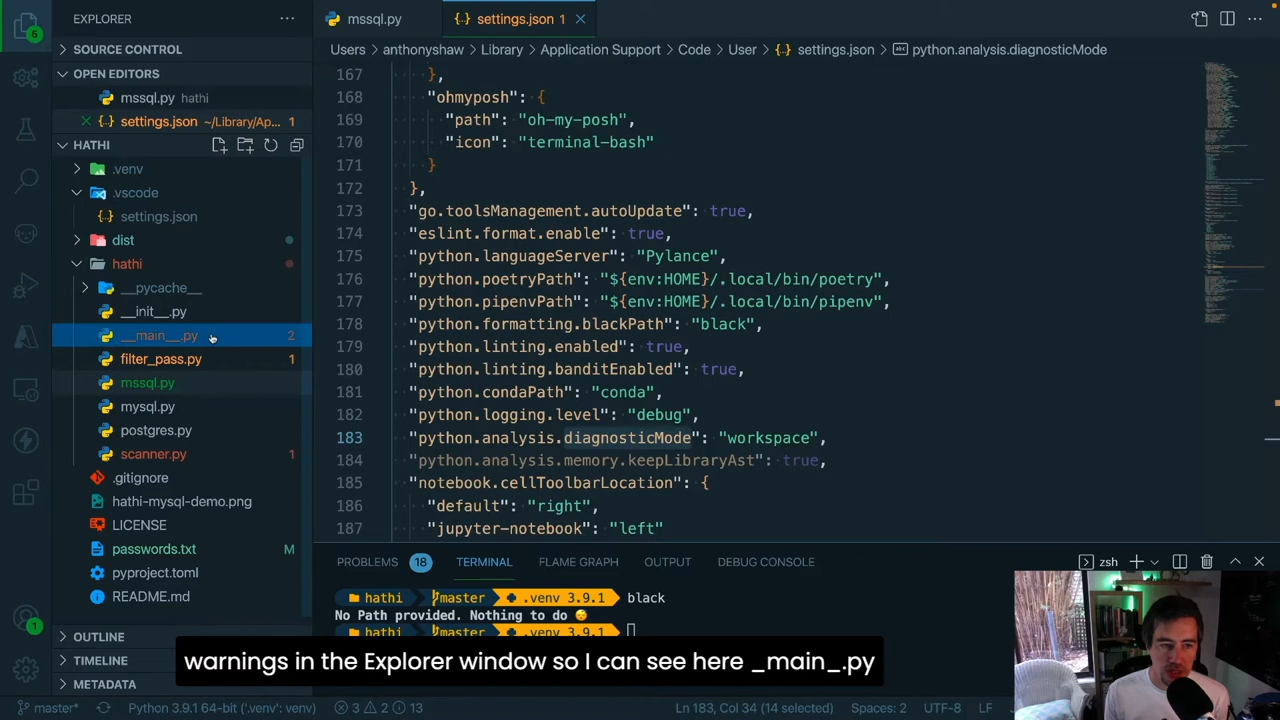 EXPLORER
SOURCE CONTROL
OPEN EDITORS
mssql.py hathi
settings.json ~/Library/Ap... 1
HATHI
.venv
.vscode
settings.json
dist
hathi
__pycache__
__init__.py
__main__.py 2
filter_pass.py 1
mssql.py
mysql.py
postgres.py
scanner.py 1
.gitignore
hathi-mysql-demo.png
LICENSE
passwords.txt M
pyproject.toml
README.md
OUTLINE
TIMELINE
METADATA
5
1
mssql.py
{..} settings.json 1
Users > anthonyshaw > Library > Application Support > Code > User > {..} settings.json > abc python.analysis.diagnosticMode
167 },
168 "ohmyposh": {
169 "path": "oh-my-posh",
170 "icon": "terminal-bash"
171 }
172 },
173 "go.toolsManagement.autoUpdate": true,
174 "eslint.format.enable": true,
175 "python.languageServer": "Pylance",
176 "python.poetryPath": "${env:HOME}/.local/bin/poetry",
177 "python.pipenvPath": "${env:HOME}/.local/bin/pipenv",
178 "python.formatting.blackPath": "black",
179 "python.linting.enabled": true,
180 "python.linting.banditEnabled": true,
181 "python.condaPath": "conda",
182 "python.logging.level": "debug",
183 "python.analysis.diagnosticMode": "workspace",
184 "python.analysis.memory.keepLibraryAst": true,
185 "notebook.cellToolbarLocation": {
186 "default": "right",
187 "jupyter-notebook": "left"
PROBLEMS 18 TERMINAL FLAME GRAPH OUTPUT DEBUG CONSOLE
zsh
hathi master .venv 3.9.1 black
No Path provided. Nothing to do 😴
hathi master .venv 3.9.1
warnings in the Explorer window so I can see here _main_.py
master* Python 3.9.1 64-bit ('.venv': venv) 3 2 13 Ln 183, Col 34 (14 selected) Spaces: 2 UTF-8 LF